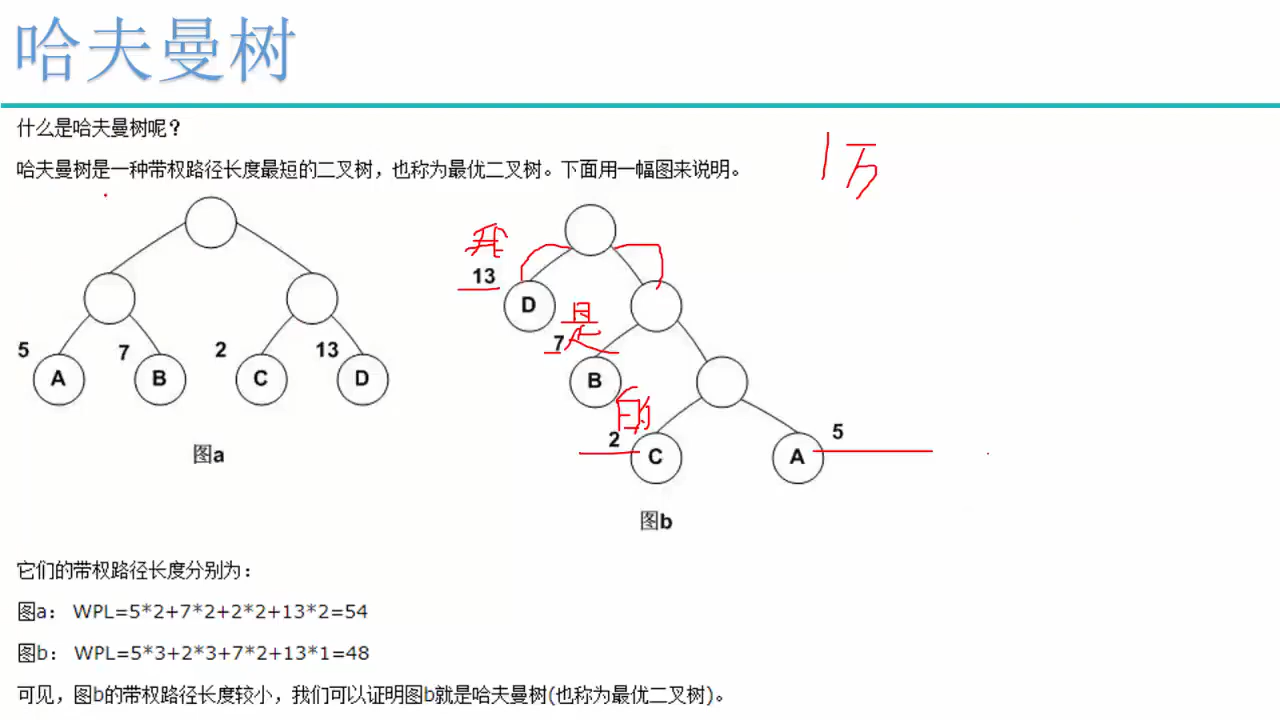 哈夫曼树
什么是哈夫曼树呢？
哈夫曼树是一种带权路径长度最短的二叉树，也称为最优二叉树。下面用一幅图来说明。
1万
我
13
D
是
7
B
的
2
C
A
5
5
A
7
B
2
C
13
D
图a
图b
它们的带权路径长度分别为：
图a： WPL=5*2+7*2+2*2+13*2=54
图b： WPL=5*3+2*3+7*2+13*1=48
可见，图b的带权路径长度较小，我们可以证明图b就是哈夫曼树(也称为最优二叉树)。